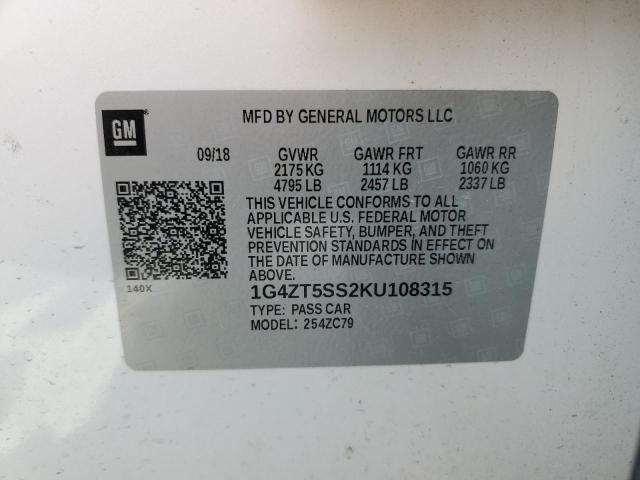 GM
MFD BY GENERAL MOTORS LLC
09/18 GVWR GAWR FRT GAWR RR
2175 KG 1114 KG 1060 KG
4795 LB 2457 LB 2337 LB
THIS VEHICLE CONFORMS TO ALL
APPLICABLE U.S. FEDERAL MOTOR
VEHICLE SAFETY, BUMPER, AND THEFT
PREVENTION STANDARDS IN EFFECT ON
THE DATE OF MANUFACTURE SHOWN
ABOVE.
140X
1G4ZT5SS2KU108315
TYPE: PASS CAR
MODEL: 254ZC79